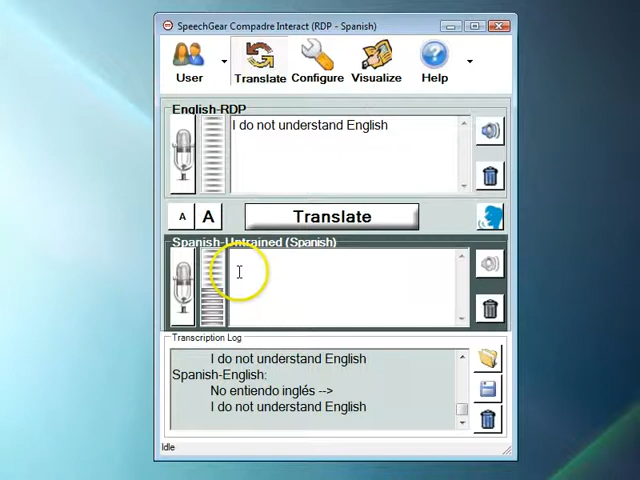 SpeechGear Compadre Interact (RDP - Spanish)
User Translate Configure Visualize Help
English-RDP
I do not understand English
A A Translate
Spanish-Untrained (Spanish)
Transcription Log
I do not understand English
Spanish-English:
No entiendo inglés -->
I do not understand English
Idle